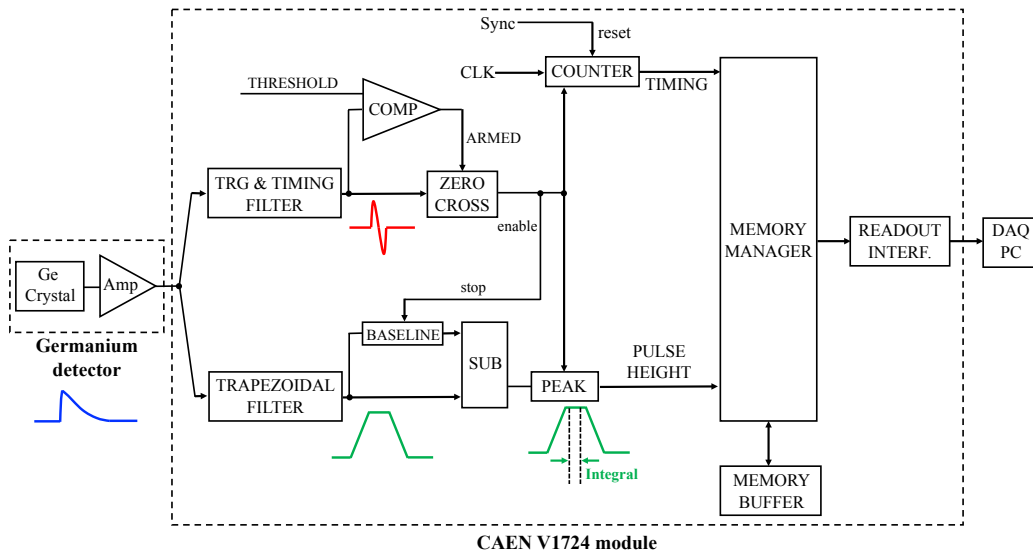 Sync
reset
CLK
COUNTER
TIMING
THRESHOLD
COMP
ARMED
TRG & TIMING
FILTER
ZERO
CROSS
enable
MEMORY
MANAGER
READOUT
INTERF.
DAQ
PC
Ge
Crystal
Amp
Germanium
detector
stop
BASELINE
SUB
TRAPEZOIDAL
FILTER
PEAK
PULSE
HEIGHT
Integral
MEMORY
BUFFER
CAEN V1724 module